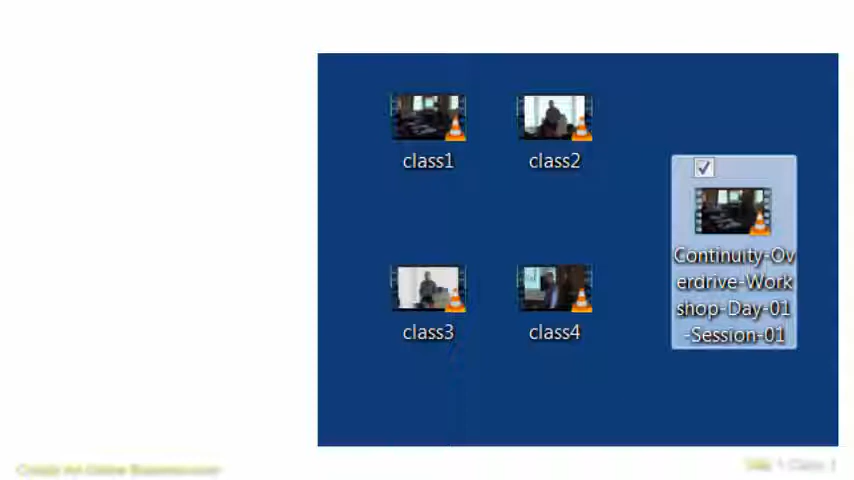 class1
class2
Continuity-Ov
erdrive-Work
shop-Day-01
-Session-01
class3
class4